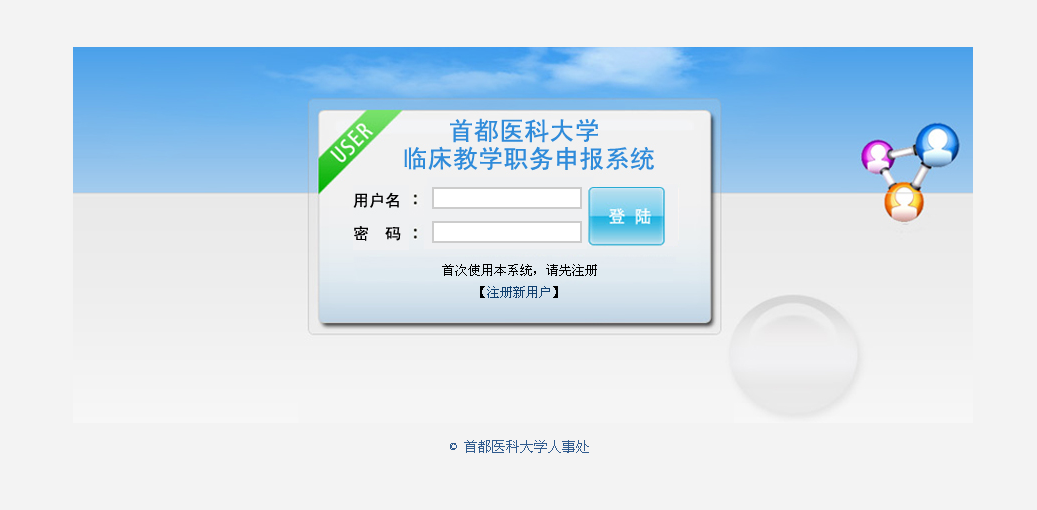 USER
首都医科大学
临床教学职务申报系统
用户名 ：
登 陆
密 码 ：
首次使用本系统，请先注册
【注册新用户】
© 首都医科大学人事处